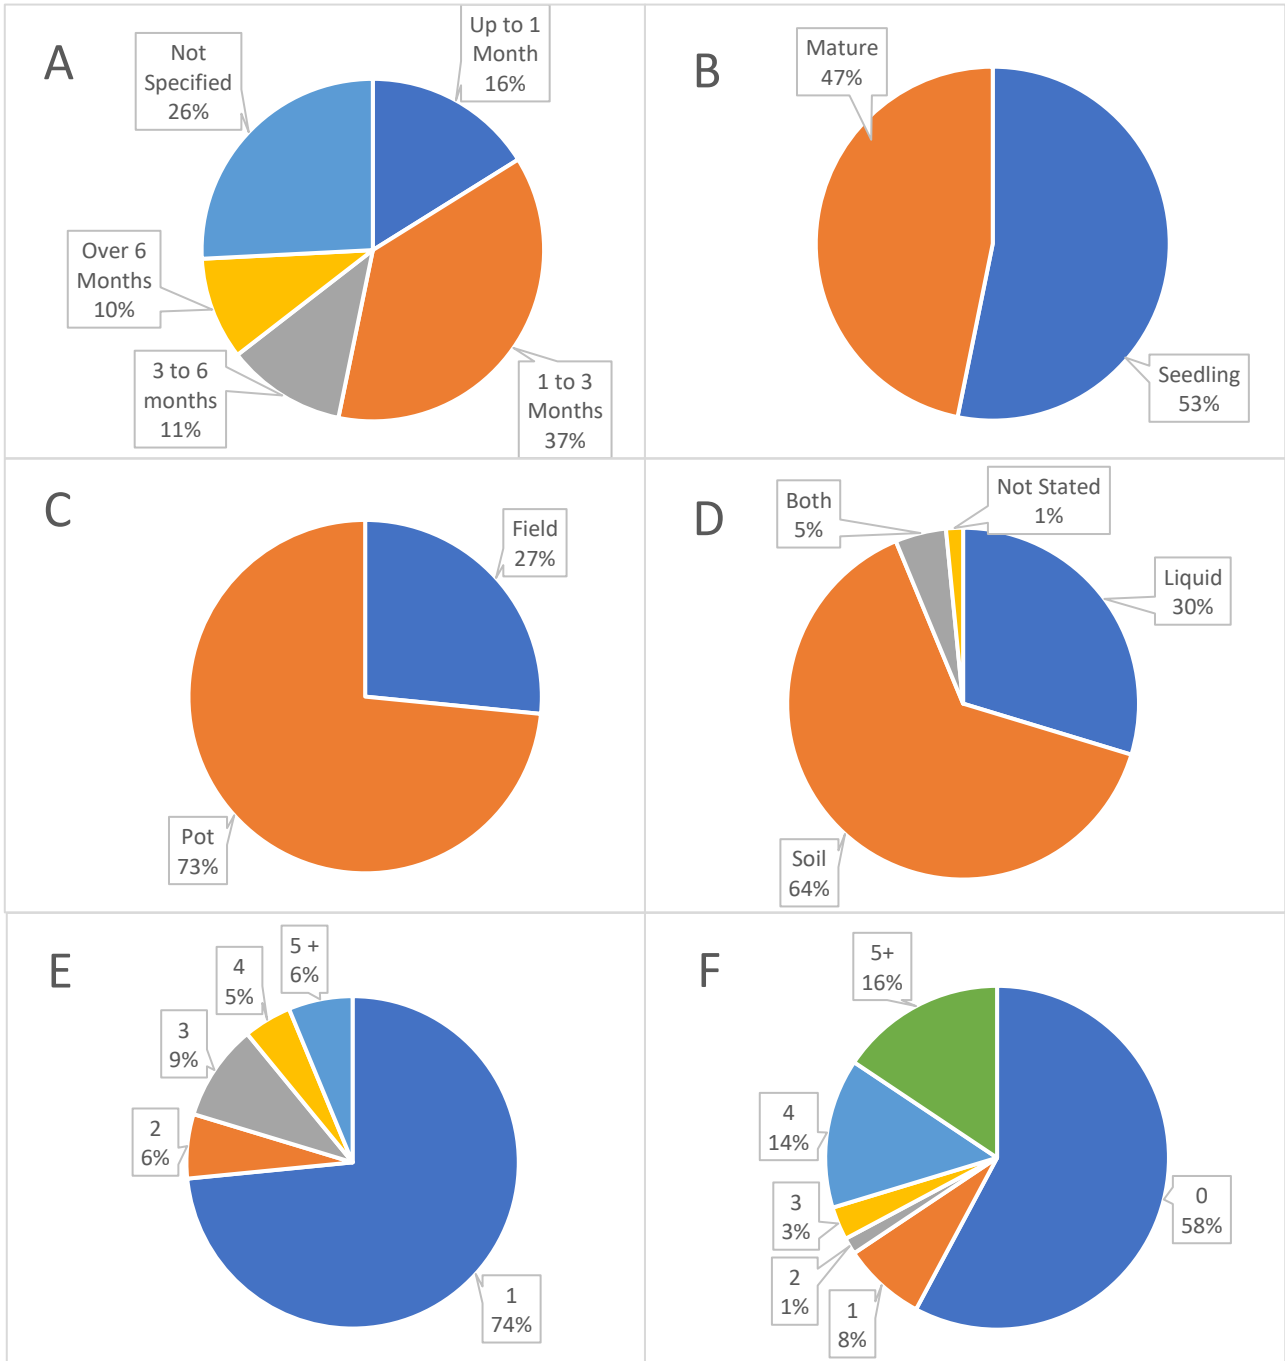 A
Not
Specified
26%
Up to 1
Month
16%
Over 6
Months
10%
3 to 6
months
11%
1 to 3
Months
37%
B
Mature
47%
Seedling
53%
C
Field
27%
Pot
73%
D
Both
5%
Not Stated
1%
Liquid
30%
Soil
64%
E
5 +
6%
4
5%
3
9%
2
6%
1
74%
F
5+
16%
4
14%
3
3%
2
1%
1
8%
0
58%